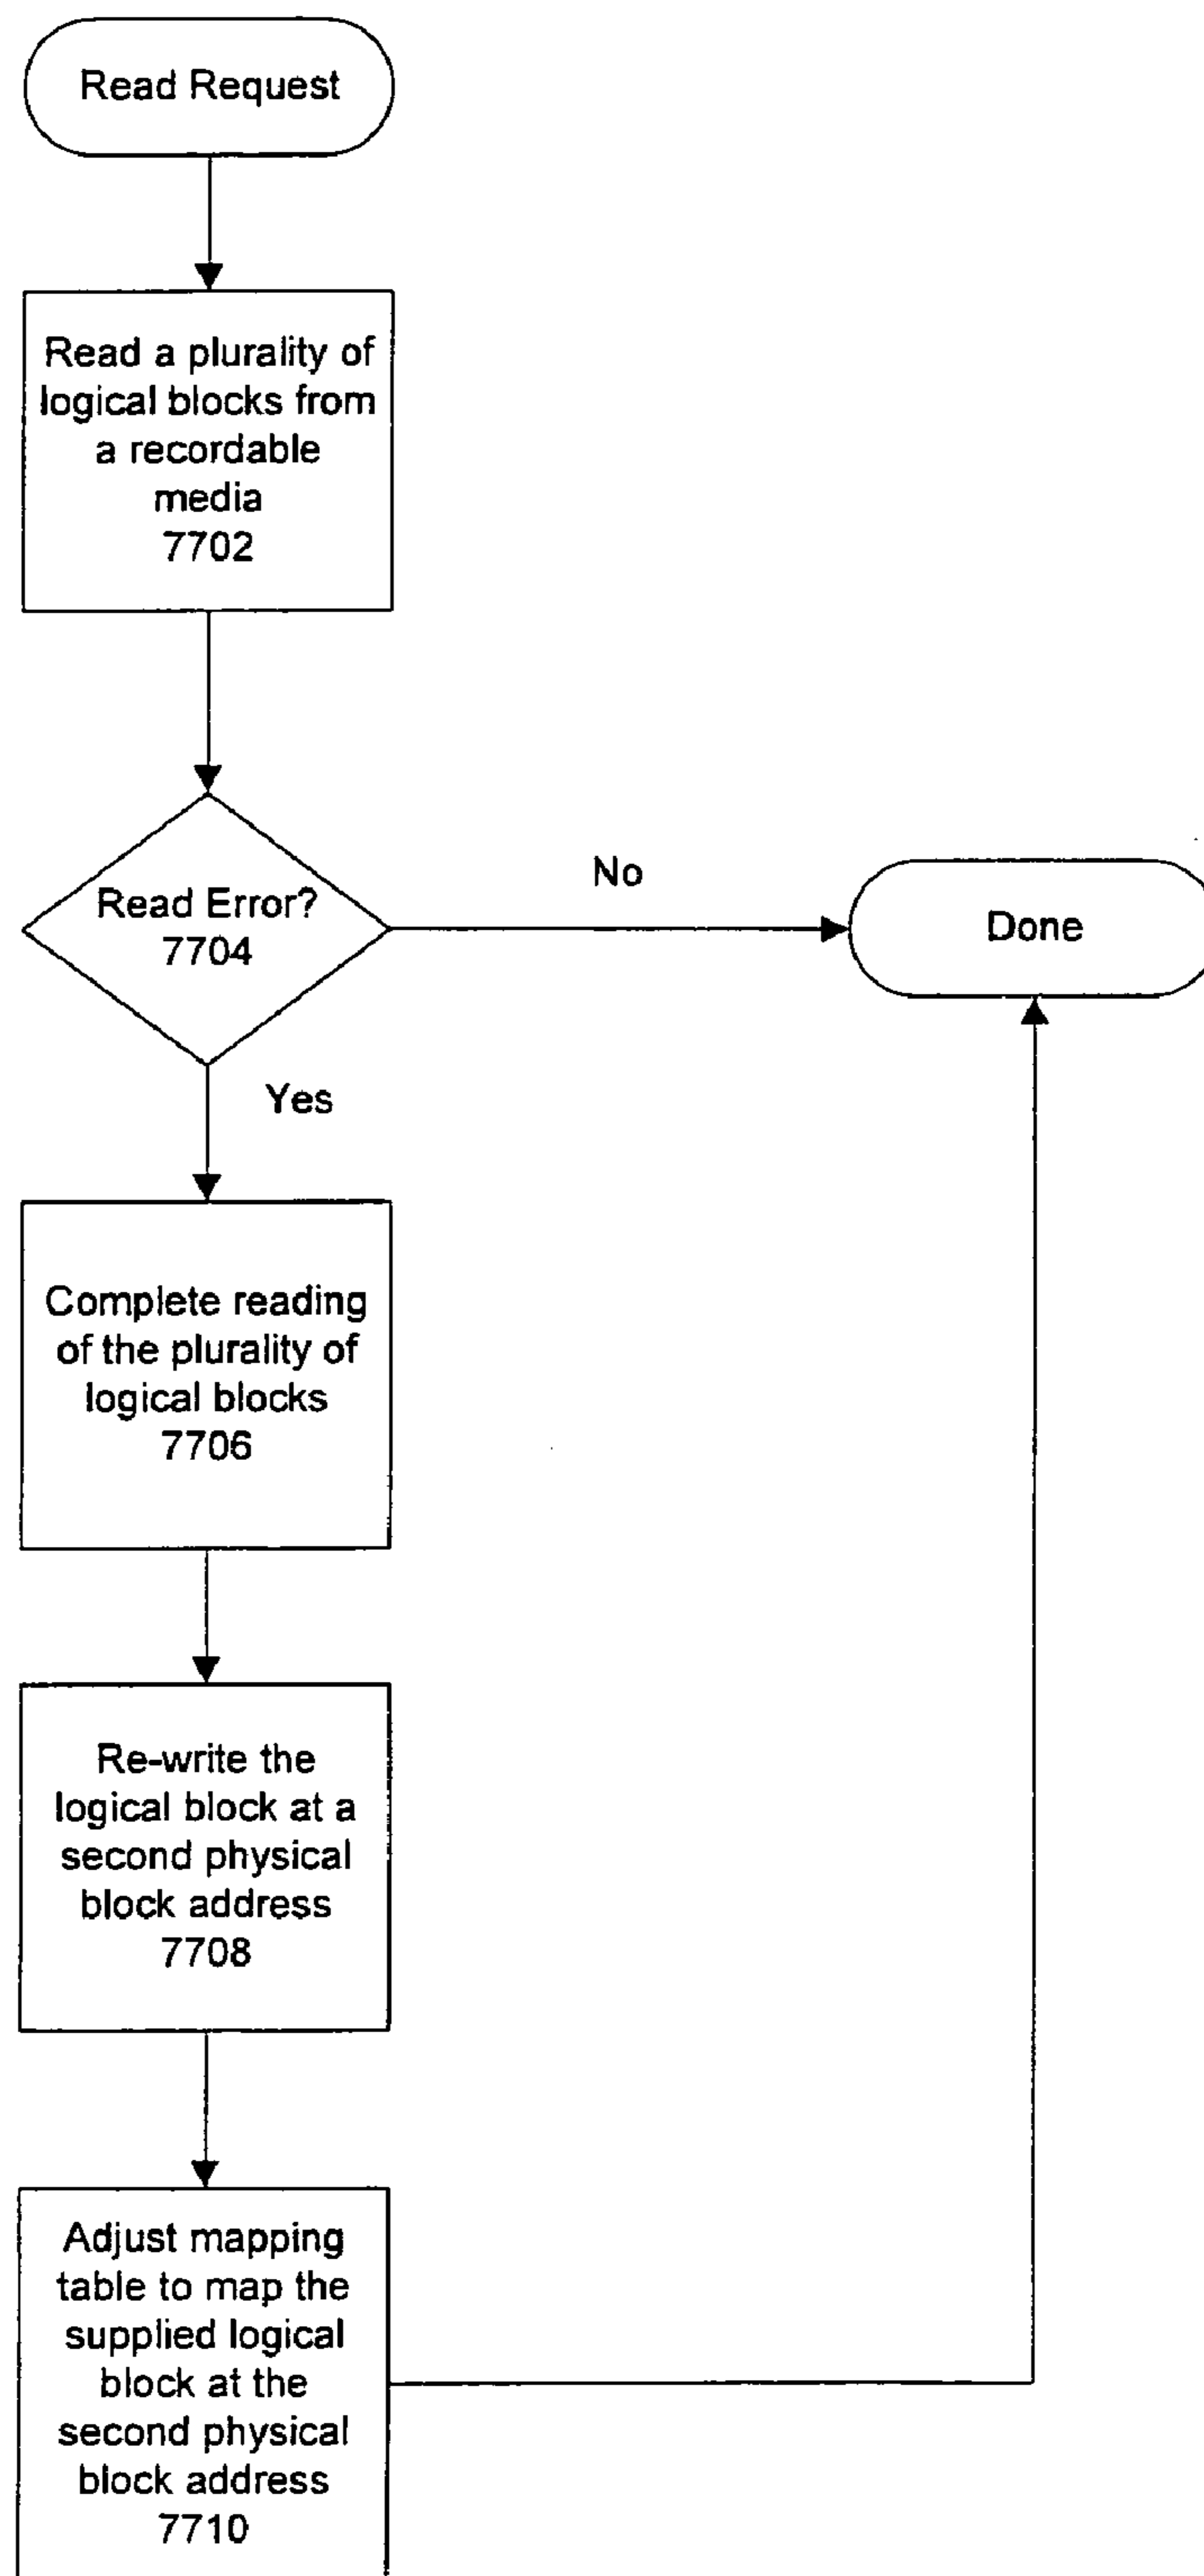 Read Request
Read a plurality of
logical blocks from
a recordable
media
7702
Read Error?
7704
No
Done
Yes
Complete reading
of the plurality of
logical blocks
7706
Re-write the
logical block at a
second physical
block address
7708
Adjust mapping
table to map the
supplied logical
block at the
second physical
block address
7710